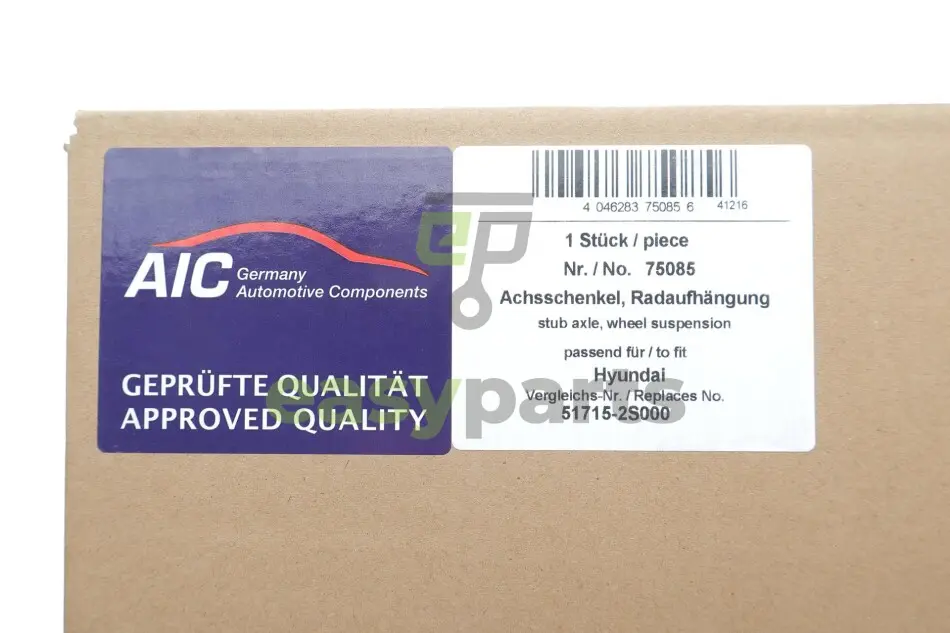 AIC Germany
Automotive Components
GEPRÜFTE QUALITÄT
APPROVED QUALITY
4 046283 75085 6 41216
1 Stück / piece
Nr. / No. 75085
Achsschenkel, Radaufhängung
stub axle, wheel suspension
passend für / to fit
Hyundai
Vergleichs-Nr. / Replaces No.
51715-2S000
ep
easyparts